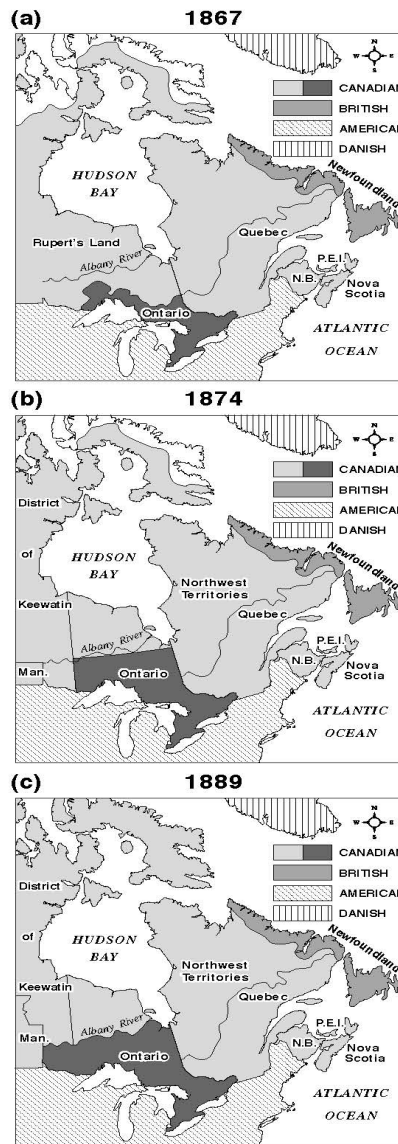 (a) 1867
N
W E
S
CANADIAN
BRITISH
AMERICAN
DANISH
HUDSON
BAY
Newfoundland
Rupert's Land
Quebec
Albany River
P.E.I.
N.B.
Nova
Scotia
Ontario
ATLANTIC
OCEAN
(b) 1874
N
W E
S
CANADIAN
BRITISH
AMERICAN
DANISH
District
of
Keewatin
HUDSON
BAY
Newfoundland
Northwest
Territories
Quebec
Albany River
P.E.I.
N.B.
Nova
Scotia
Man.
Ontario
ATLANTIC
OCEAN
(c) 1889
N
W E
S
CANADIAN
BRITISH
AMERICAN
DANISH
District
of
Keewatin
HUDSON
BAY
Newfoundland
Northwest
Territories
Quebec
Albany River
P.E.I.
N.B.
Nova
Scotia
Man.
Ontario
ATLANTIC
OCEAN